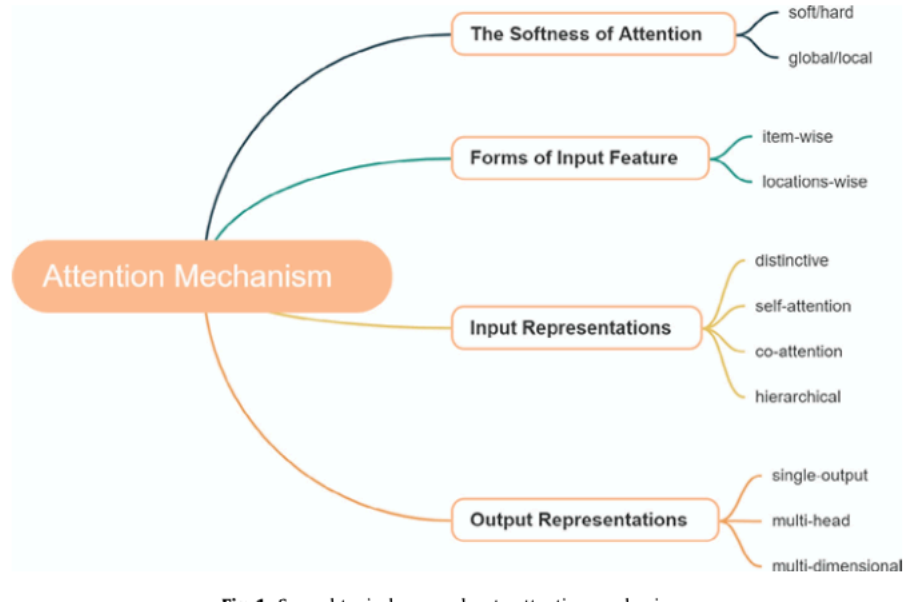 Attention Mechanism
The Softness of Attention
soft/hard
global/local
Forms of Input Feature
item-wise
locations-wise
Input Representations
distinctive
self-attention
co-attention
hierarchical
Output Representations
single-output
multi-head
multi-dimensional